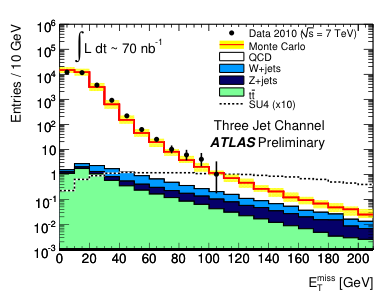 Entries / 10 GeV
10⁶
10⁵
10⁴
10³
10²
10
1
10⁻¹
10⁻²
10⁻³
∫L dt ~ 70 nb⁻¹
Data 2010 (√s = 7 TeV)
Monte Carlo
QCD
W+jets
Z+jets
tt̄
SU4 (x10)
Three Jet Channel
ATLAS Preliminary
0 20 40 60 80 100 120 140 160 180 200
E_T^miss [GeV]